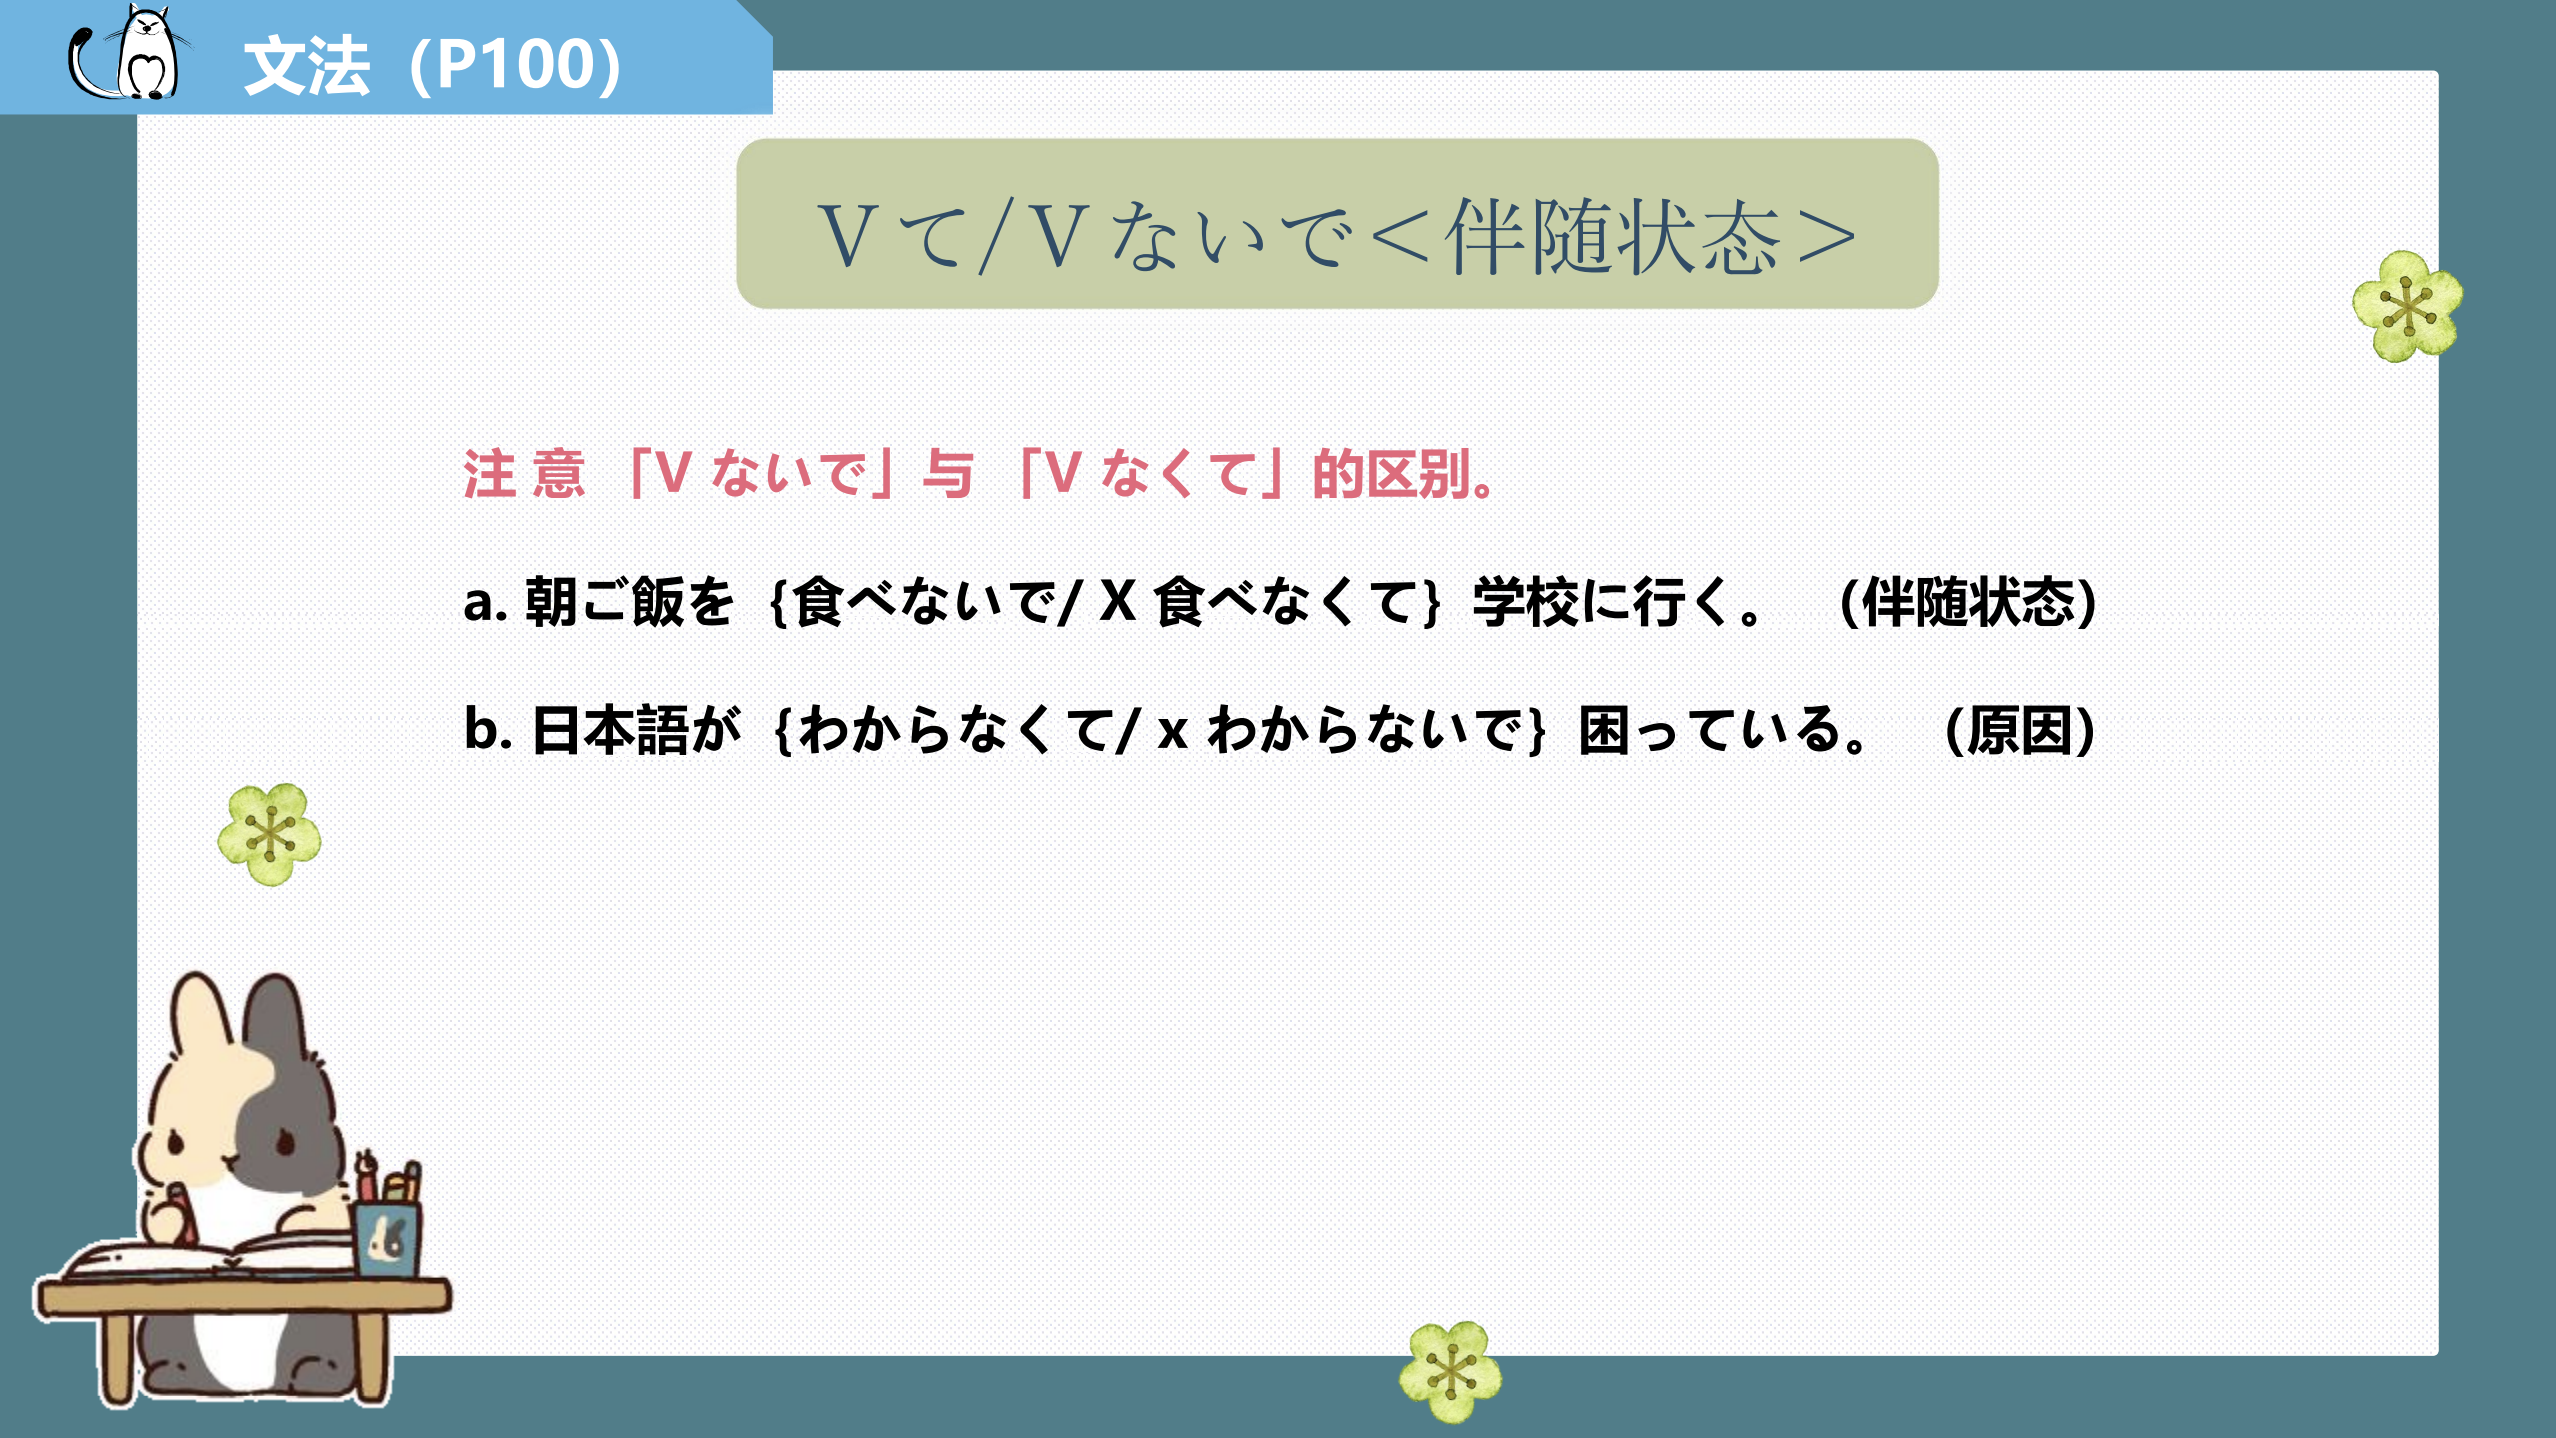 文法（P100）
Ｖて/Ｖないで＜伴随状态＞
注 意 「V ないで」与 「V なくて」的区别。
a. 朝ご飯を｛食べないで/ X 食べなくて｝学校に行く。 （伴随状态）
b. 日本語が｛わからなくて/ x わからないで｝困っている。 （原因）